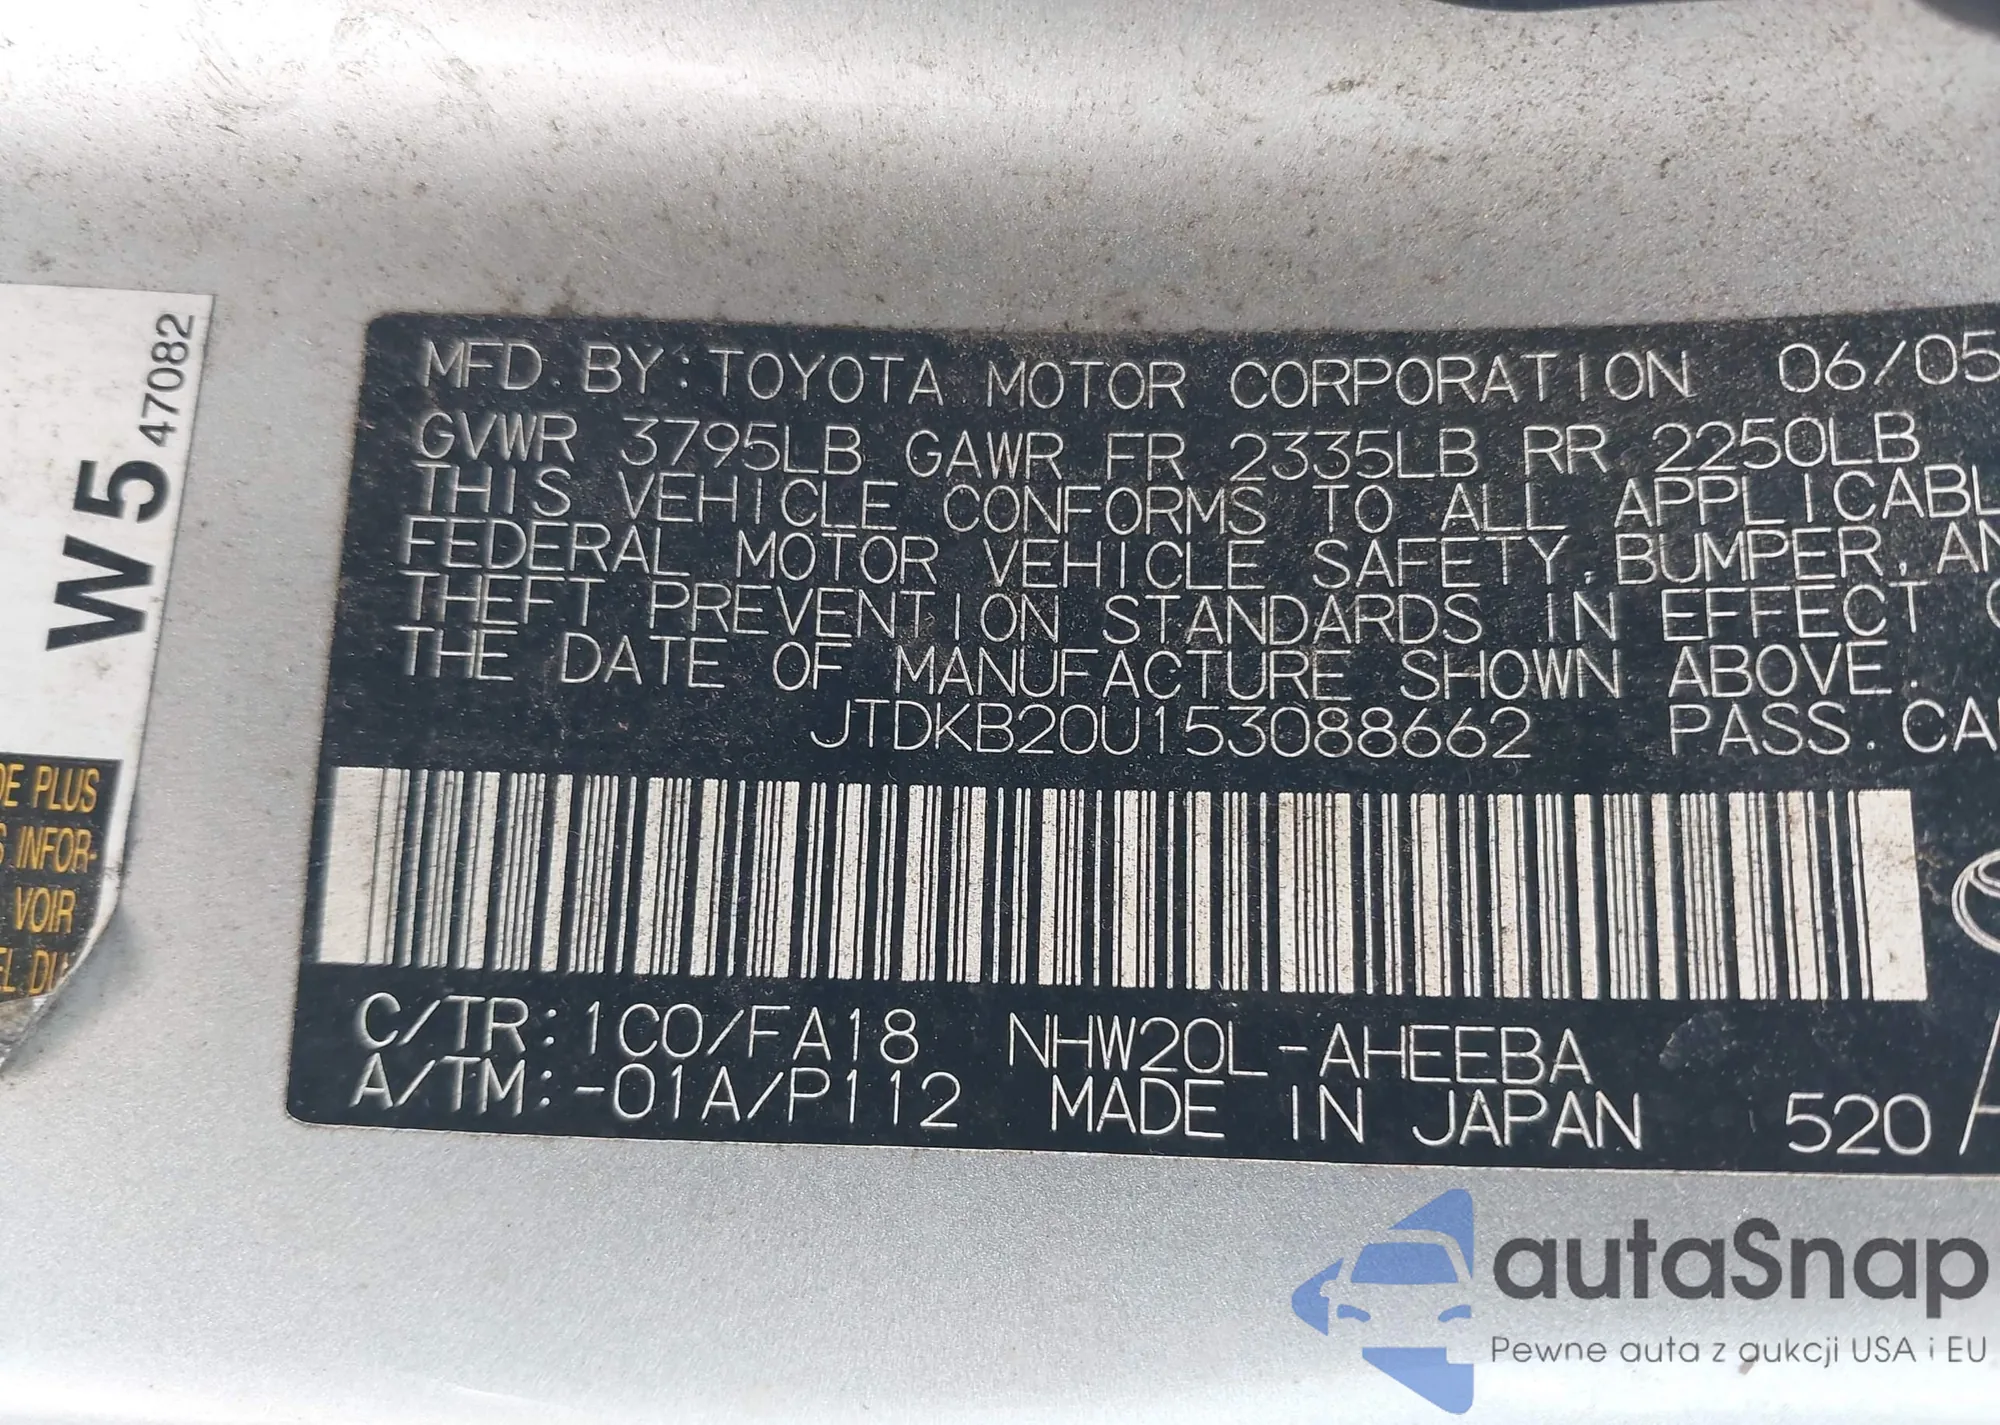 MFD. BY: TOYOTA MOTOR CORPORATION 06/05
GVWR 3795LB GAWR FR 2335LB RR 2250LB
THIS VEHICLE CONFORMS TO ALL APPLICABL
FEDERAL MOTOR VEHICLE SAFETY, BUMPER, AN
THEFT PREVENTION STANDARDS IN EFFECT
THE DATE OF MANUFACTURE SHOWN ABOVE.
JTDKB20U153088662 PASS. CA
C/TR: 1C0/FA18 NHW20L-AHEEBA
A/TM: -01A/P112 MADE IN JAPAN 520
W5 47082
DE PLUS
S INFOR-
VOIR
EL DU
autaSnap
Pewne auta z aukcji USA i EU